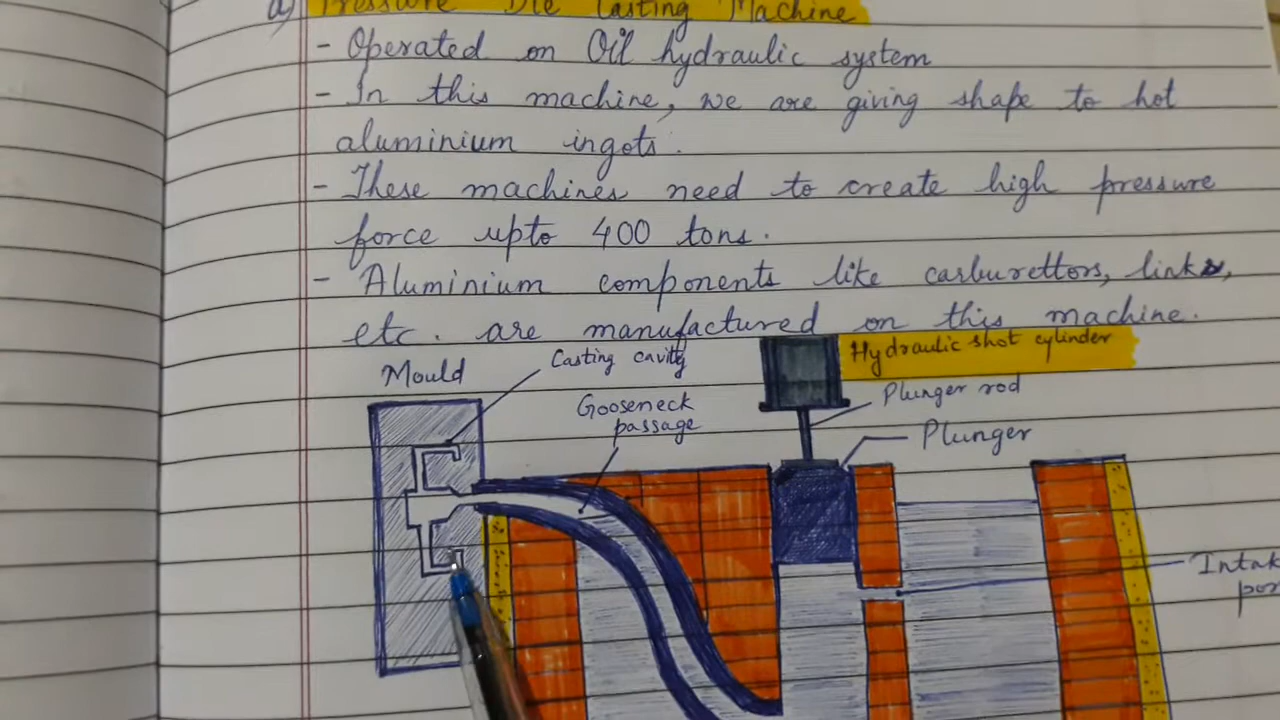 a) Pressure Die Casting Machine
- Operated on Oil hydraulic system
- In this machine, we are giving shape to hot
aluminium ingots.
- These machines need to create high pressure
force upto 400 tons.
- Aluminium components like carburettors, links,
etc. are manufactured on this machine.
Hydraulic shot cylinder
Casting cavity
Mould
Plunger rod
Gooseneck
passage
Plunger
Intak
por